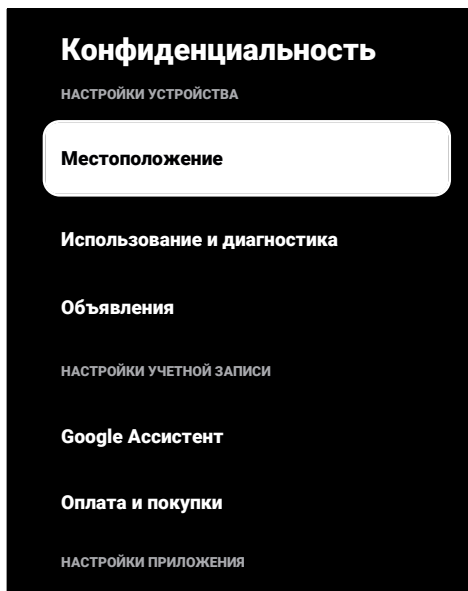 Конфиденциальность
НАСТРОЙКИ УСТРОЙСТВА
Местоположение
Использование и диагностика
Объявления
НАСТРОЙКИ УЧЕТНОЙ ЗАПИСИ
Google Ассистент
Оплата и покупки
НАСТРОЙКИ ПРИЛОЖЕНИЯ